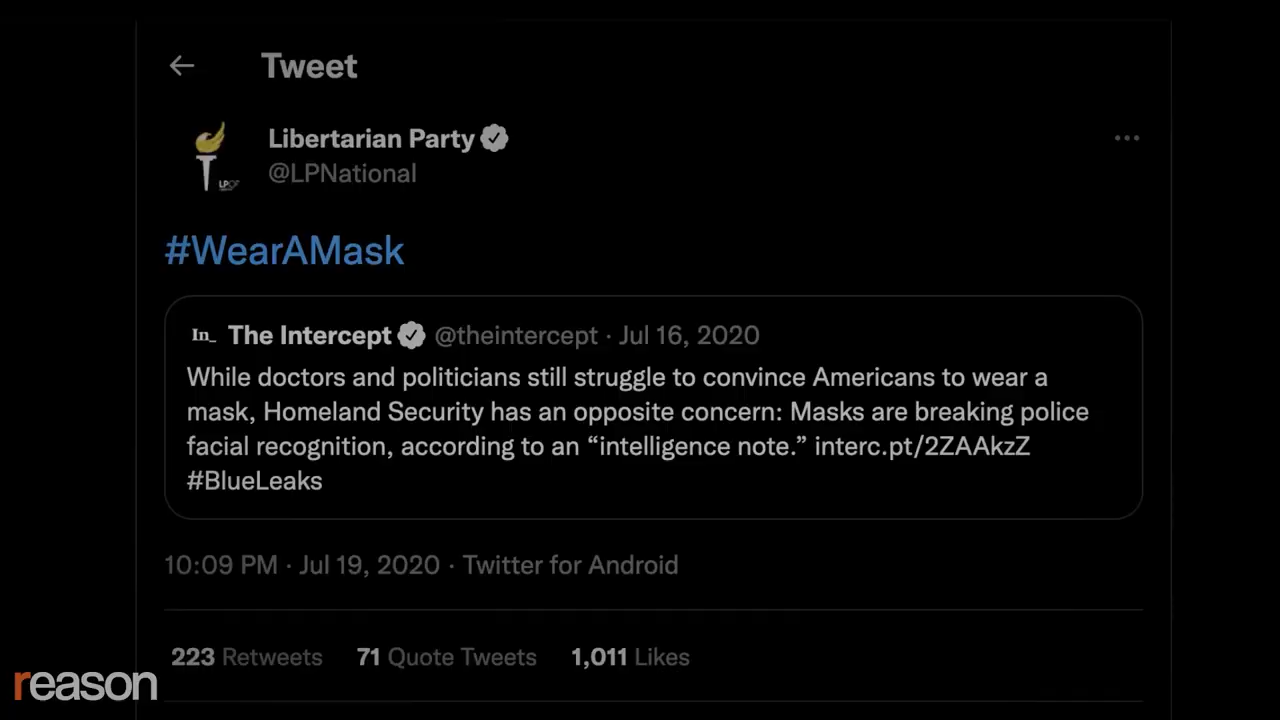 ← Tweet
Libertarian Party
@LPNational
#WearAMask
In_ The Intercept @theintercept · Jul 16, 2020
While doctors and politicians still struggle to convince Americans to wear a
mask, Homeland Security has an opposite concern: Masks are breaking police
facial recognition, according to an “intelligence note.” interc.pt/2ZAAkzZ
#BlueLeaks
10:09 PM · Jul 19, 2020 · Twitter for Android
223 Retweets 71 Quote Tweets 1,011 Likes
reason